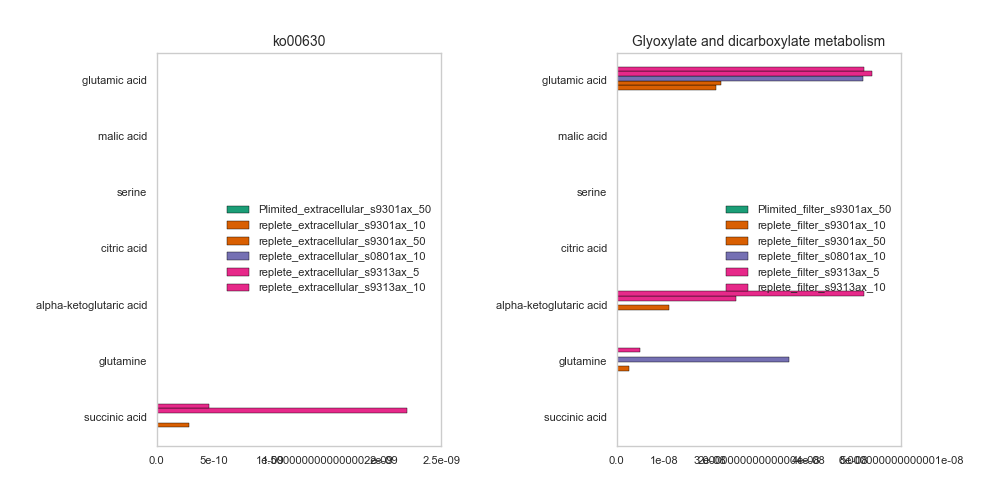 ko00630
glutamic acid
malic acid
serine
citric acid
alpha-ketoglutaric acid
glutamine
succinic acid
Plimited_extracellular_s9301ax_50
replete_extracellular_s9301ax_10
replete_extracellular_s9301ax_50
replete_extracellular_s0801ax_10
replete_extracellular_s9313ax_5
replete_extracellular_s9313ax_10
0.0 5e-10 2.5e-09
Glyoxylate and dicarboxylate metabolism
glutamic acid
malic acid
serine
citric acid
alpha-ketoglutaric acid
glutamine
succinic acid
Plimited_filter_s9301ax_50
replete_filter_s9301ax_10
replete_filter_s9301ax_50
replete_filter_s0801ax_10
replete_filter_s9313ax_5
replete_filter_s9313ax_10
0.0 1e-08